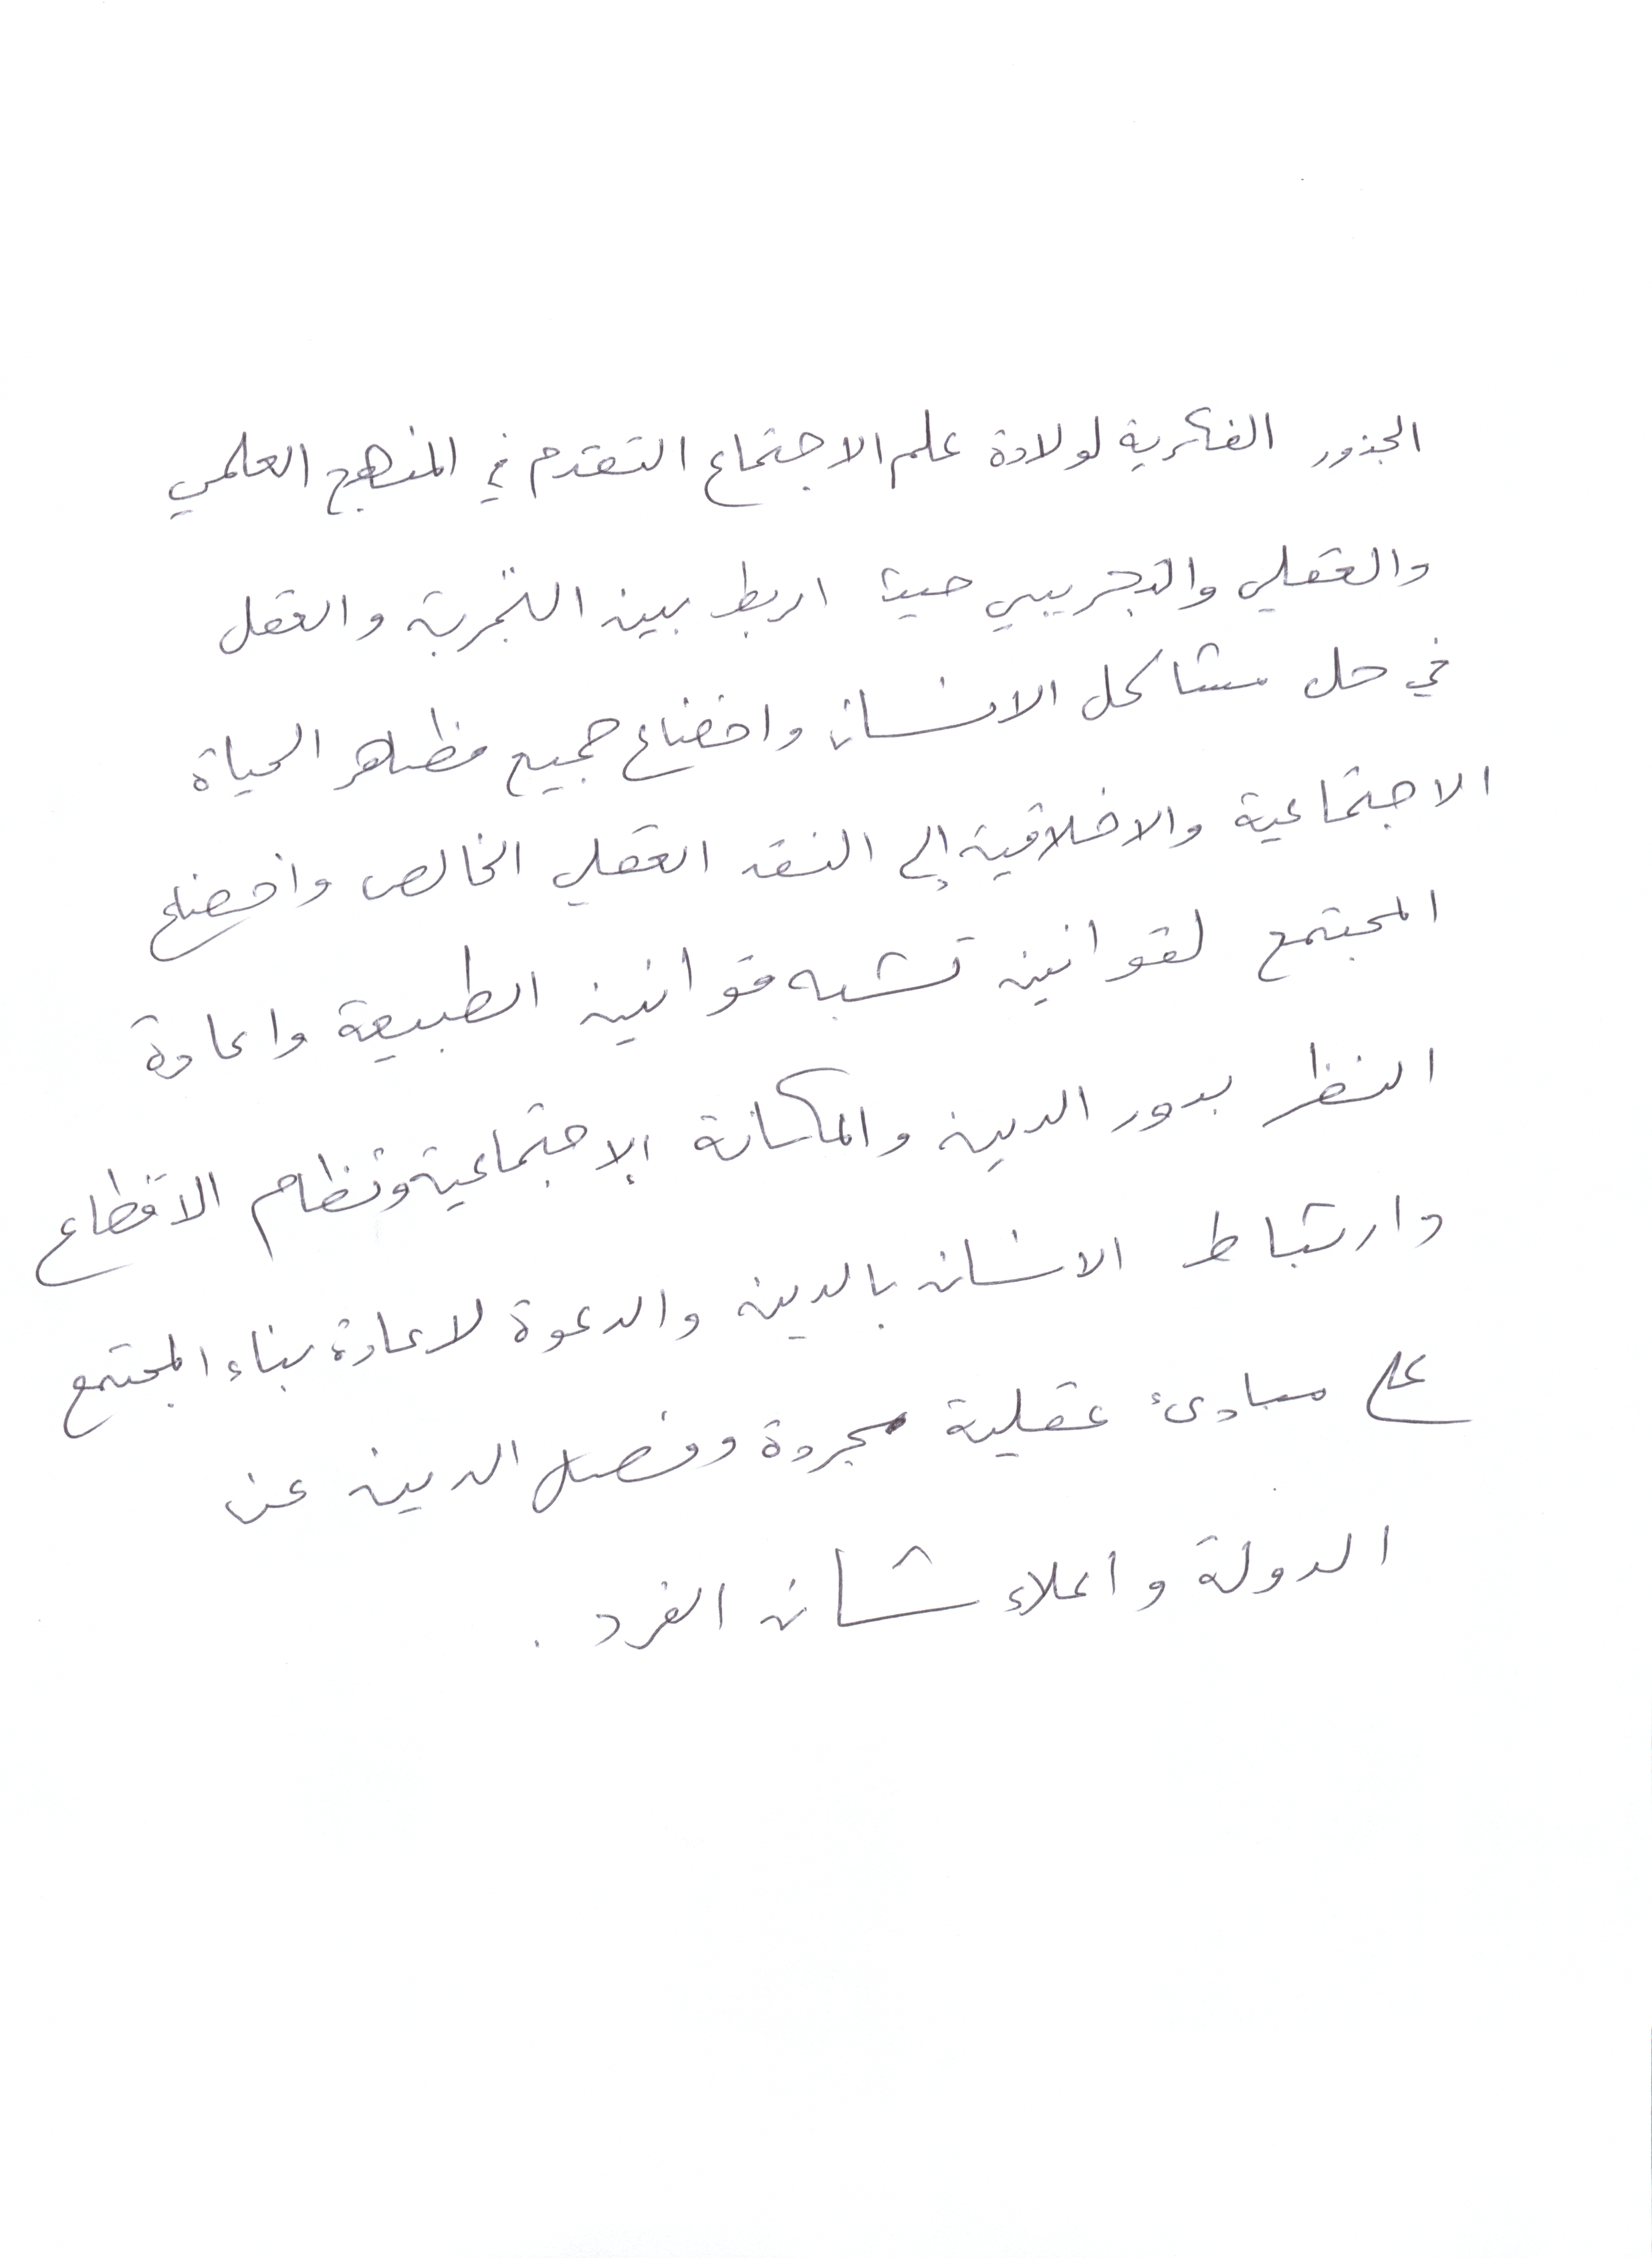 الجذور الفكرية لولادة علم الاجتماع التقدم في المنهج العلمي
والعقلي والتجريبي حيث اربط بين التجربة والعقل
في حل مشاكل الانسان واخضاع جميع مظاهر الحياة
الاجتماعية والاخلاقية إلى النقد العقلي الخالص واخضاع
المجتمع لقوانين تشبه قوانين الطبيعة واعادة
النظر بدور الدين والمكانة الإجتماعية ونظام الاقطاع
وارتباط الانسان بالدين والدعوة لاعادة بناء المجتمع
على مبادئ عقلية مجردة وفصل الدين عن
الدولة واعلاء شأن الفرد .